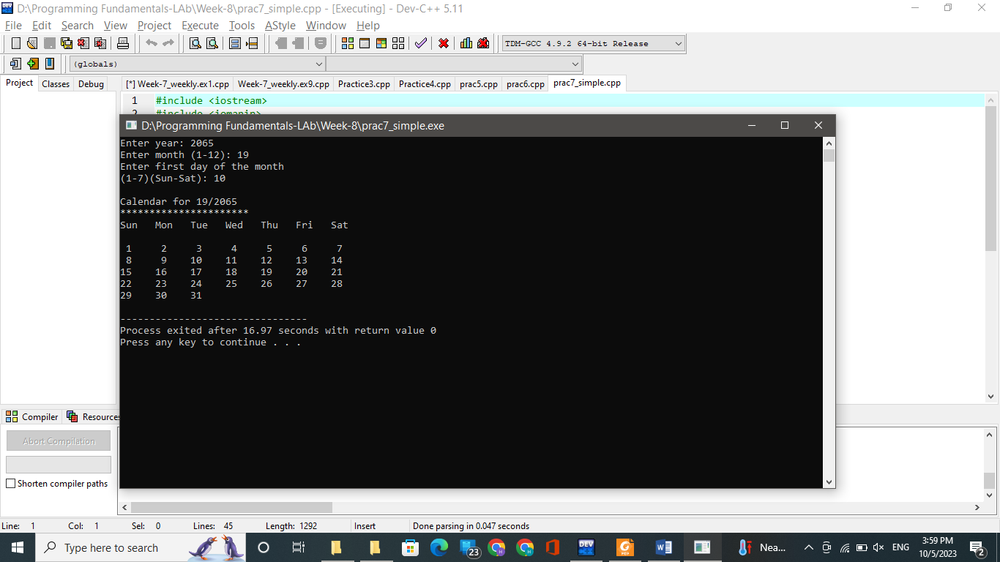 D:\Programming Fundamentals-LAb\Week-8\prac7_simple.cpp - [Executing] - Dev-C++ 5.11
File Edit Search View Project Execute Tools AStyle Window Help
TDM-GCC 4.9.2 64-bit Release
(globals)
Project Classes Debug [*] Week-7_weekly.ex1.cpp Week-7_weekly.ex9.cpp Practice3.cpp Practice4.cpp prac5.cpp prac6.cpp prac7_simple.cpp
1 #include <iostream>
2 #include <iomanip>
D:\Programming Fundamentals-LAb\Week-8\prac7_simple.exe
Enter year: 2065
Enter month (1-12): 19
Enter first day of the month
(1-7)(Sun-Sat): 10
Calendar for 19/2065
**********************
Sun Mon Tue Wed Thu Fri Sat
1 2 3 4 5 6 7
8 9 10 11 12 13 14
15 16 17 18 19 20 21
22 23 24 25 26 27 28
29 30 31
--------------------------------
Process exited after 16.97 seconds with return value 0
Press any key to continue . . .
Compiler Resources
Abort Compilation
Shorten compiler paths
Line: 1 Col: 1 Sel: 0 Lines: 45 Length: 1292 Insert Done parsing in 0.047 seconds
Type here to search 23 DEV PDF Nea... ENG 3:59 PM
10/5/2023 2